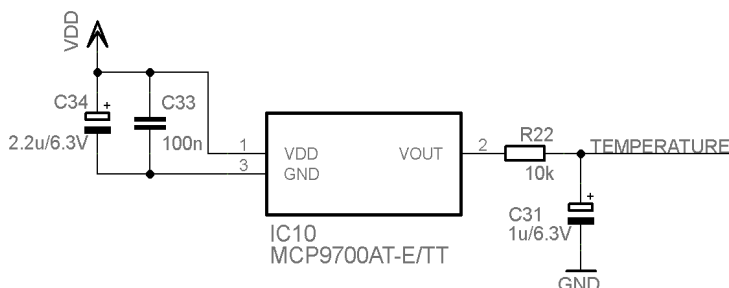 VDD
C34
+
C33
2.2u/6.3V
100n
1
3
VDD
GND
VOUT
2
R22
10k
TEMPERATURE
+
C31
1u/6.3V
GND
IC10
MCP9700AT-E/TT